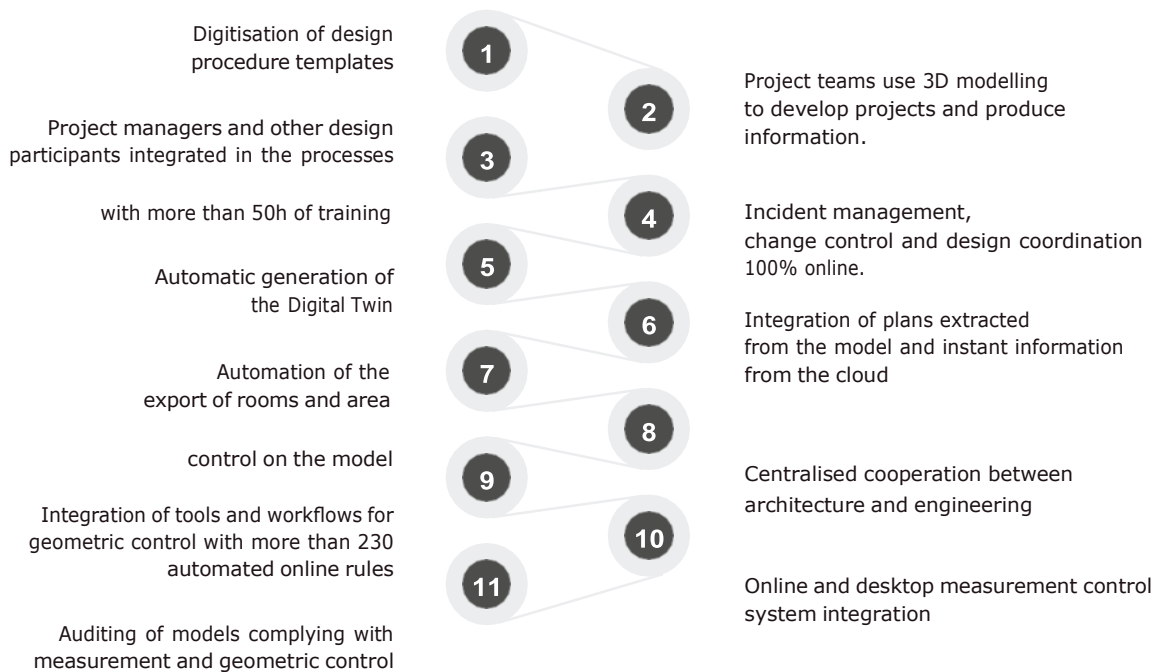 Digitisation of design
procedure templates
1
2
Project teams use 3D modelling
to develop projects and produce
information.
Project managers and other design
participants integrated in the processes
with more than 50h of training
3
4
Incident management,
change control and design coordination
100% online.
Automatic generation of
the Digital Twin
5
6
Integration of plans extracted
from the model and instant information
from the cloud
Automation of the
export of rooms and area
control on the model
7
8
Centralised cooperation between
architecture and engineering
Integration of tools and workflows for
geometric control with more than 230
automated online rules
9
10
Online and desktop measurement control
system integration
Auditing of models complying with
measurement and geometric control
11